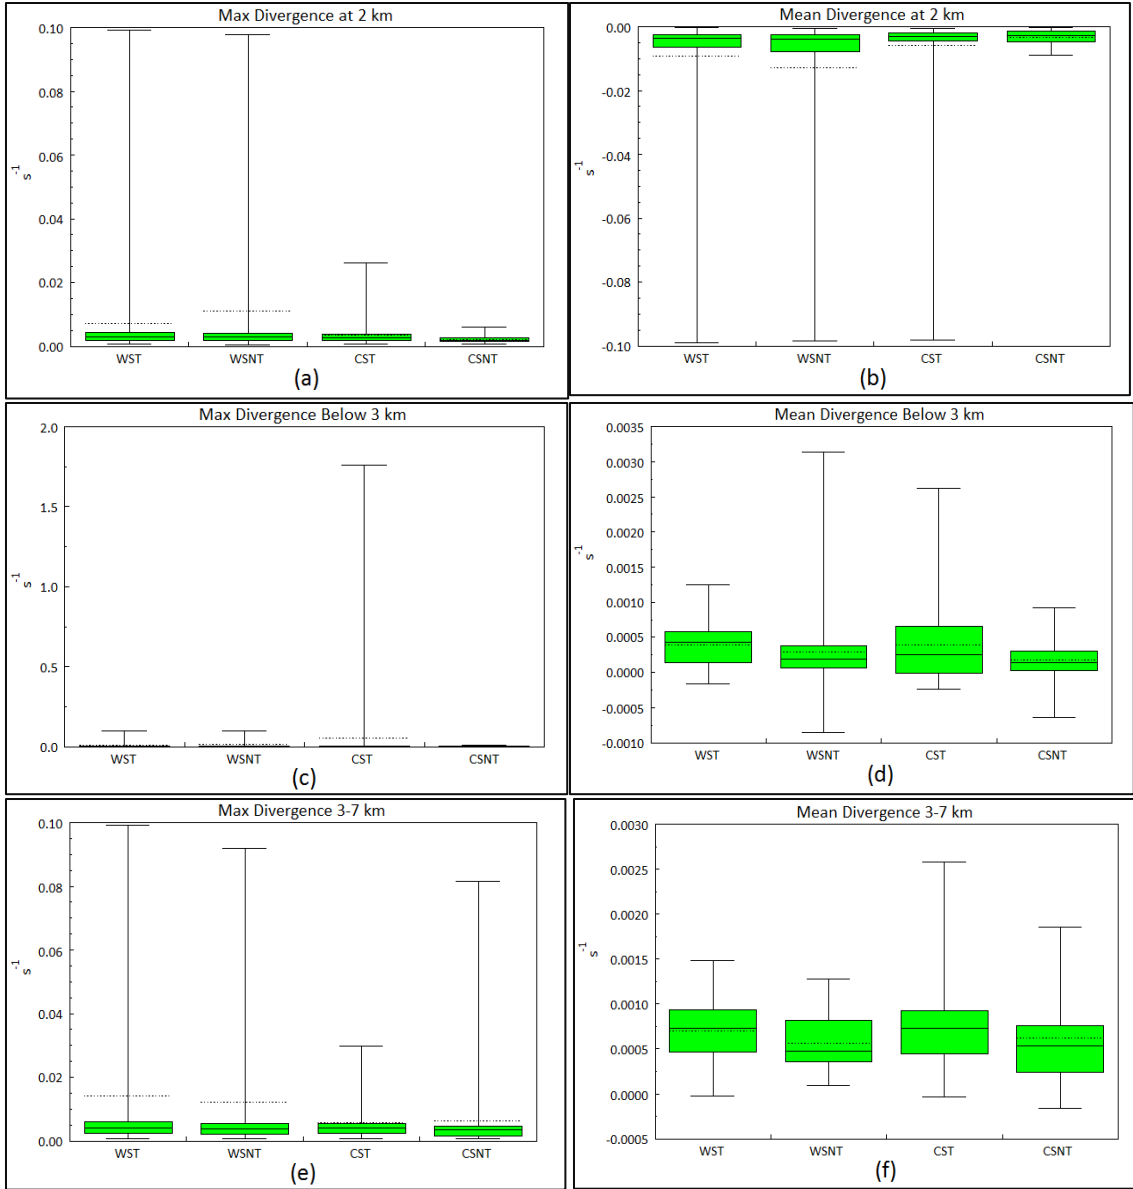 Max Divergence at 2 km
0.10
0.08
0.06
0.04
0.02
0.00
s-1
WST WSNT CST CSNT
(a)
Mean Divergence at 2 km
0.00
-0.02
-0.04
-0.06
-0.08
-0.10
s-1
WST WSNT CST CSNT
(b)
Max Divergence Below 3 km
2.0
1.5
1.0
0.5
0.0
s-1
WST WSNT CST CSNT
(c)
Mean Divergence Below 3 km
0.0035
0.0030
0.0025
0.0020
0.0015
0.0010
0.0005
0.0000
-0.0005
-0.0010
s-1
WST WSNT CST CSNT
(d)
Max Divergence 3-7 km
0.10
0.08
0.06
0.04
0.02
0.00
s-1
WST WSNT CST CSNT
(e)
Mean Divergence 3-7 km
0.0030
0.0025
0.0020
0.0015
0.0010
0.0005
0.0000
-0.0005
s-1
WST WSNT CST CSNT
(f)